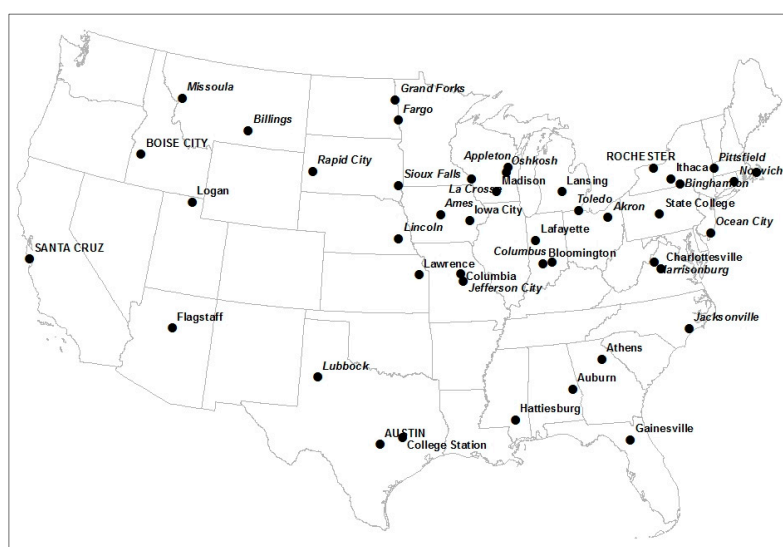 Missoula
Grand Forks
Fargo
Billings
BOISE CITY
Rapid City
Logan
Sioux Falls
Appleton
Oshkosh
La Crosse
Madison
Lansing
ROCHESTER
Pittsfield
Ithaca
Norwich
Binghamton
Ames
Iowa City
Toledo
Akron
State College
Ocean City
Lincoln
Lafayette
SANTA CRUZ
Columbus
Bloomington
Charlottesville
Harrisonburg
Lawrence
Columbia
Jefferson City
Flagstaff
Jacksonville
Athens
Lubbock
Auburn
Hattiesburg
Gainesville
AUSTIN
College Station